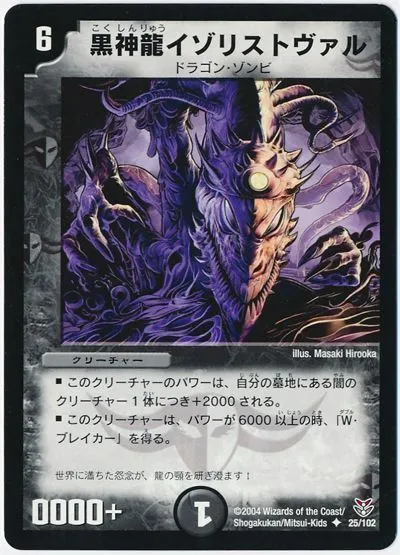 6
こくしんりゅう
黒神龍イゾリストヴァル
ドラゴン・ゾンビ
illus. Masaki Hirooka
クリーチャー
■ このクリーチャーのパワーは、自分の墓地にある闇の
クリーチャー1体につき+2000される。
■ このクリーチャーは、パワーが6000以上の時、「W・
ブレイカー」を得る。
世界に満ちた怨念が、龍の顎を研ぎ澄ます!
0000+
1
©2004 Wizards of the Coast/
Shogakukan/Mitsui-Kids ✦ 25/102